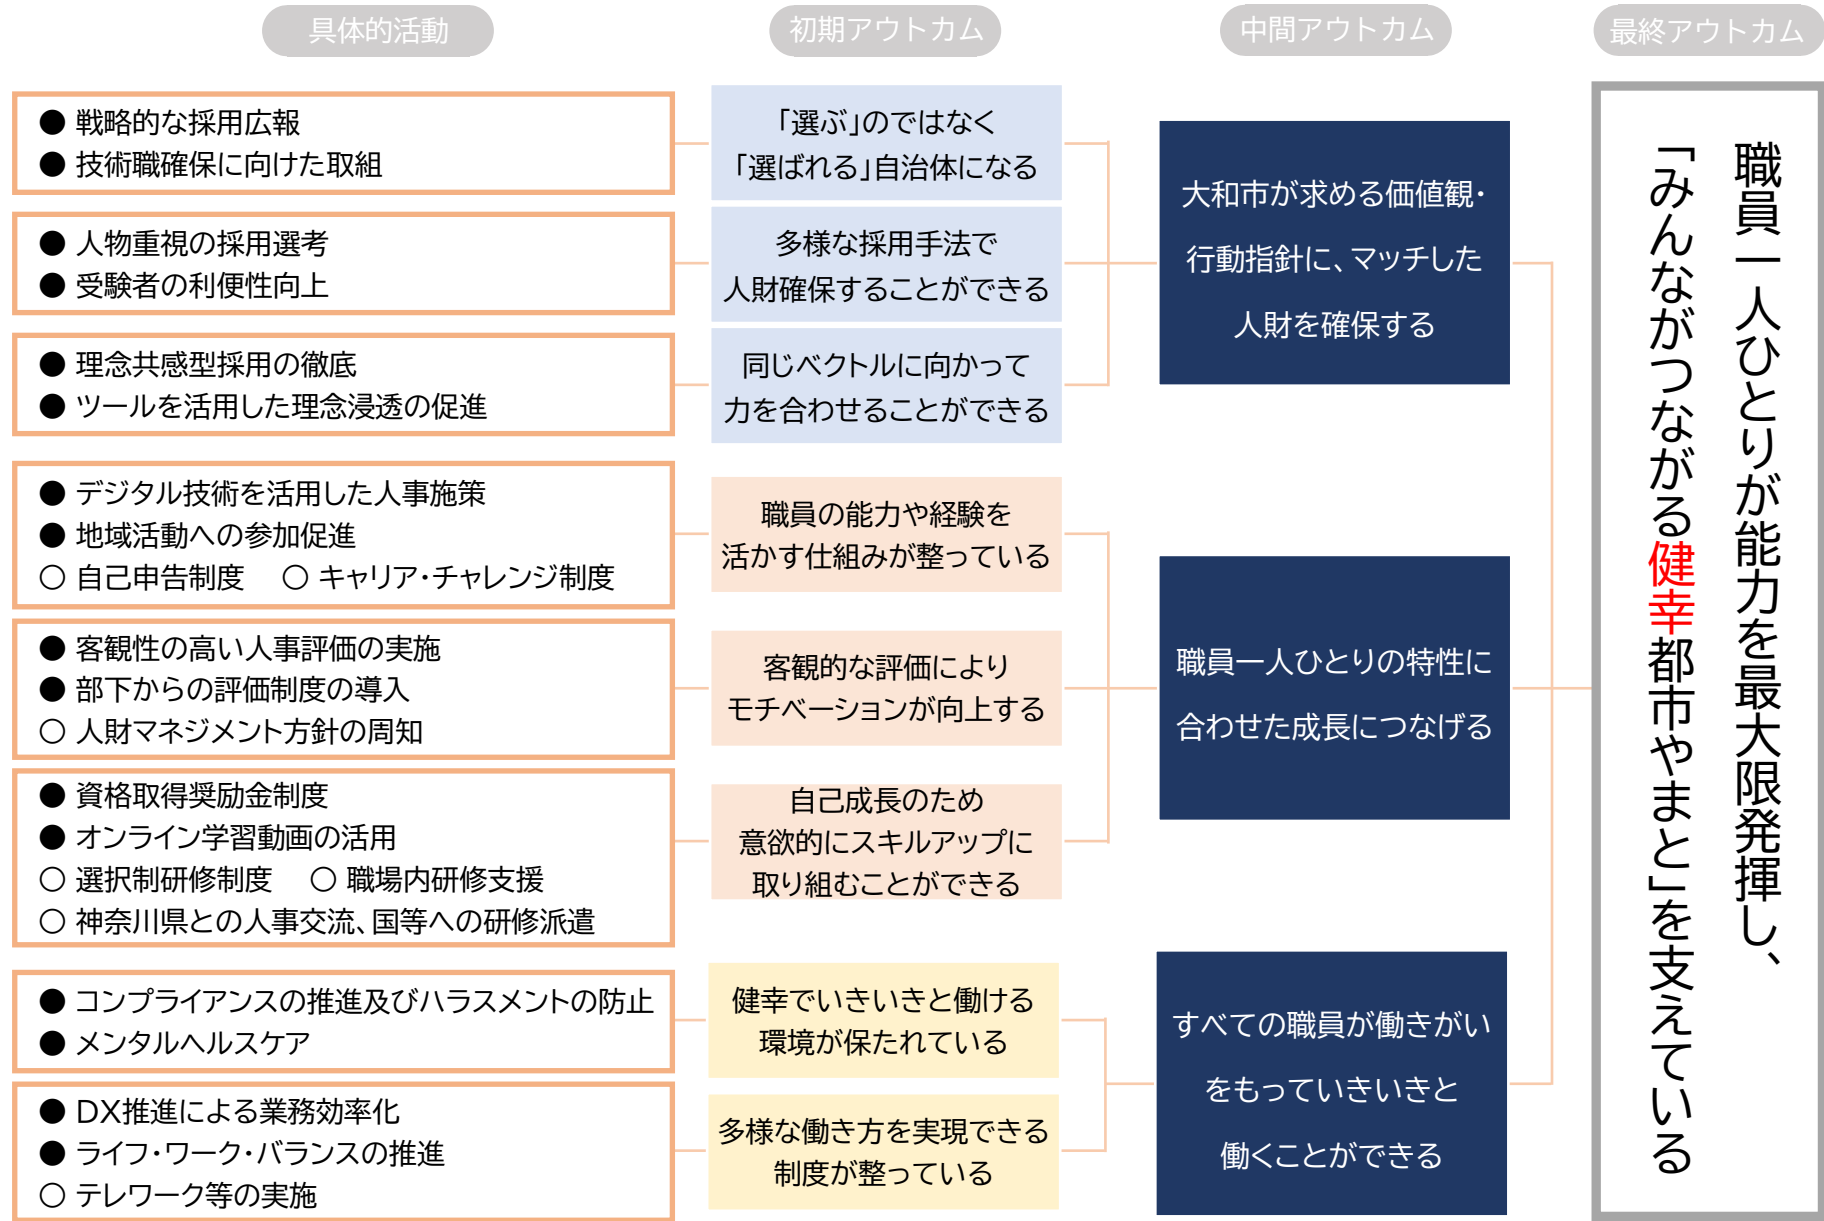 具体的活動
初期アウトカム
中間アウトカム
最終アウトカム
● 戦略的な採用広報
● 技術職確保に向けた取組
「選ぶ」のではなく
「選ばれる」自治体になる
● 人物重視の採用選考
● 受験者の利便性向上
多様な採用手法で
人財確保することができる
● 理念共感型採用の徹底
● ツールを活用した理念浸透の促進
同じベクトルに向かって
力を合わせることができる
大和市が求める価値観・
行動指針に、マッチした
人財を確保する
● デジタル技術を活用した人事施策
● 地域活動への参加促進
○ 自己申告制度 ○ キャリア・チャレンジ制度
職員の能力や経験を
活かす仕組みが整っている
● 客観性の高い人事評価の実施
● 部下からの評価制度の導入
○ 人財マネジメント方針の周知
客観的な評価により
モチベーションが向上する
● 資格取得奨励金制度
● オンライン学習動画の活用
○ 選択制研修制度 ○ 職場内研修支援
○ 神奈川県との人事交流、国等への研修派遣
自己成長のため
意欲的にスキルアップに
取り組むことができる
職員一人ひとりの特性に
合わせた成長につなげる
● コンプライアンスの推進及びハラスメントの防止
● メンタルヘルスケア
健幸でいきいきと働ける
環境が保たれている
● DX推進による業務効率化
● ライフ・ワーク・バランスの推進
○ テレワーク等の実施
多様な働き方を実現できる
制度が整っている
すべての職員が働きがい
をもっていきいきと
働くことができる
職員一人ひとりが能力を最大限発揮し、
「みんながつながる健幸都市やまと」を支えている